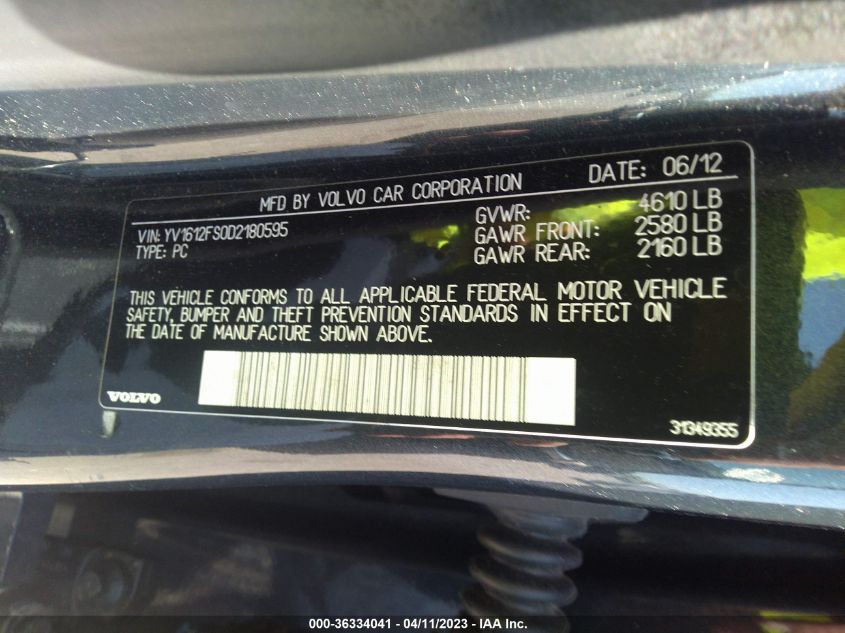 MFD BY VOLVO CAR CORPORATION DATE: 06/12
VIN: YV1612FS0D2180595
TYPE: PC
GVWR: 4610 LB
GAWR FRONT: 2580 LB
GAWR REAR: 2160 LB
THIS VEHICLE CONFORMS TO ALL APPLICABLE FEDERAL MOTOR VEHICLE
SAFETY, BUMPER AND THEFT PREVENTION STANDARDS IN EFFECT ON
THE DATE OF MANUFACTURE SHOWN ABOVE.
VOLVO
31349355
000-36334041 - 04/11/2023 - IAA Inc.